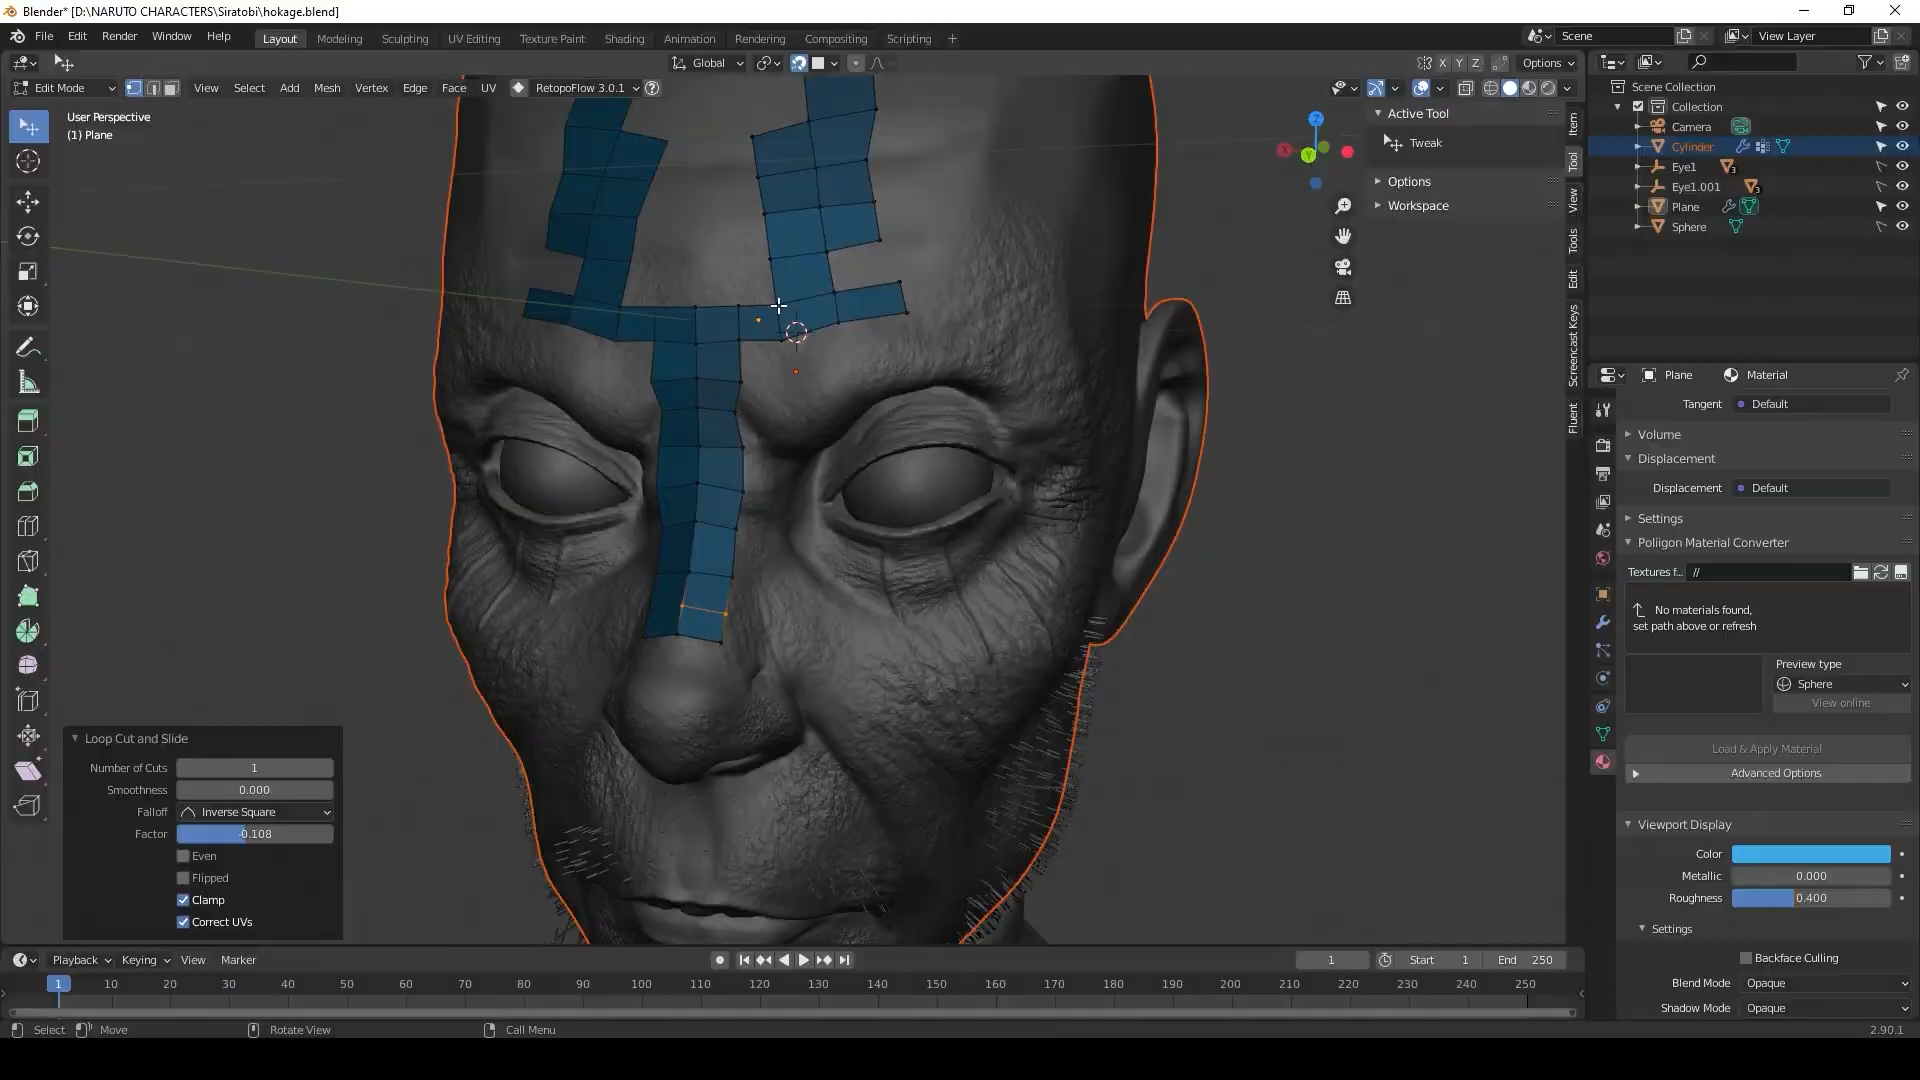 Blender* [D:\NARUTO CHARACTERS\Siratobi\hokage.blend]
File Edit Render Window Help Layout Modeling Sculpting UV Editing Texture Paint Shading Animation Rendering Compositing Scripting + Scene View Layer
Global X Y Z Options
Edit Mode View Select Add Mesh Vertex Edge Face UV RetopoFlow 3.0.1
User Perspective
(1) Plane
Z
X
Y
Active Tool
Tweak
Options
Workspace
Item
Tool
View
Tools
Edit
Screencast Keys
Fluent
Scene Collection
Collection
Camera
Cylinder
Eye1 3
Eye1.001 3
Plane
Sphere
Plane Material
Tangent Default
Volume
Displacement
Displacement Default
Settings
Poliigon Material Converter
Textures f... //
No materials found,
set path above or refresh
Preview type
Sphere
View online
Load & Apply Material
Advanced Options
Viewport Display
Color
Metallic 0.000
Roughness 0.400
Settings
Backface Culling
Blend Mode Opaque
Shadow Mode Opaque
Loop Cut and Slide
Number of Cuts 1
Smoothness 0.000
Falloff Inverse Square
Factor -0.108
Even
Flipped
Clamp
Correct UVs
Playback Keying View Marker 1 Start 1 End 250
1 10 20 30 40 50 60 70 80 90 100 110 120 130 140 150 160 170 180 190 200 210 220 230 240 250
Select Move Rotate View Call Menu 2.90.1